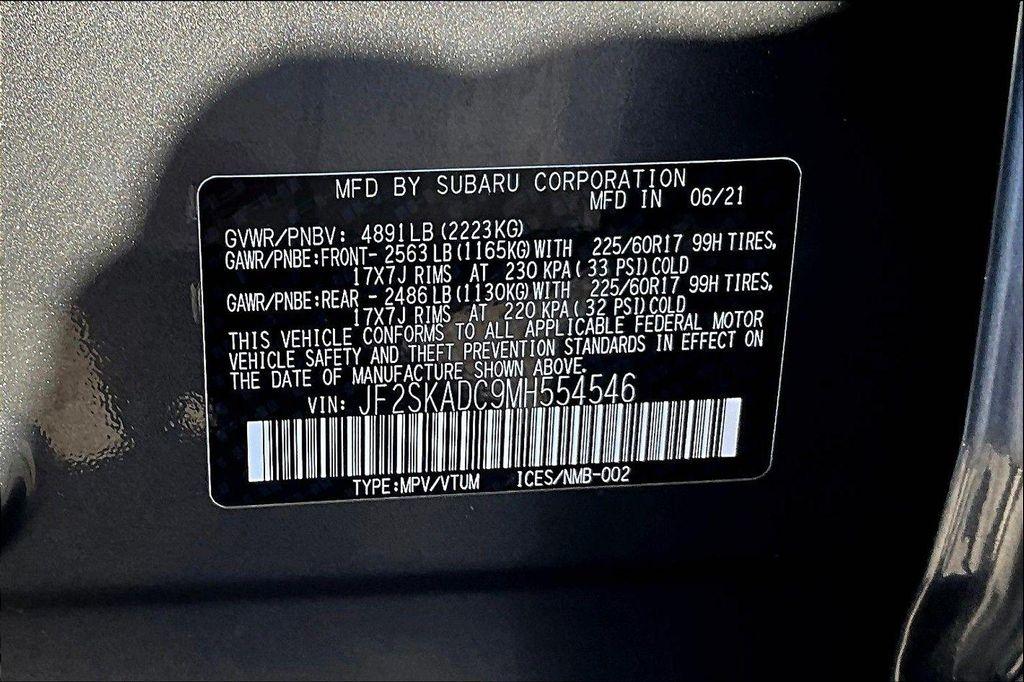 MFD BY SUBARU CORPORATION
MFD IN 06/21
GVWR/PNBV: 4891LB (2223KG)
GAWR/PNBE:FRONT- 2563 LB (1165KG) WITH 225/60R17 99H TIRES,
17X7J RIMS AT 230 KPA( 33 PSI) COLD
GAWR/PNBE:REAR - 2486 LB (1130KG) WITH 225/60R17 99H TIRES,
17X7J RIMS AT 220 KPA( 32 PSI) COLD
THIS VEHICLE CONFORMS TO ALL APPLICABLE FEDERAL MOTOR
VEHICLE SAFETY AND THEFT PREVENTION STANDARDS IN EFFECT ON
THE DATE OF MANUFACTURE SHOWN ABOVE.
VIN: JF2SKADC9MH554546
TYPE:MPV/VTUM ICES/NMB-002